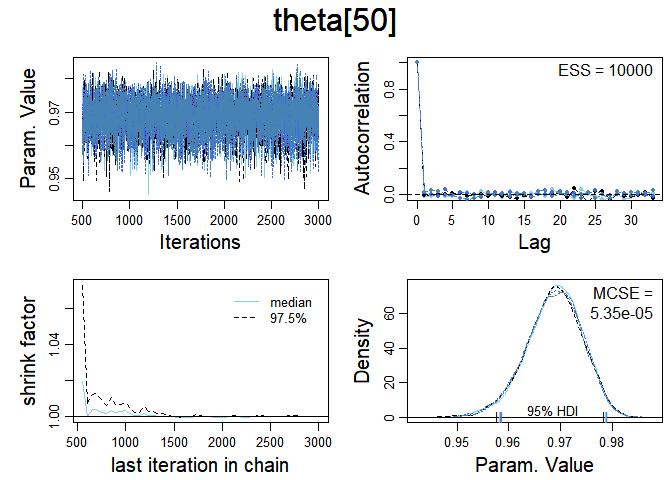 theta[50]
Param. Value
0.97
0.95
500 1000 1500 2000 2500 3000
Iterations
Autocorrelation
0.8
0.4
0.0
ESS = 10000
0 5 10 15 20 25 30
Lag
shrink factor
1.04
1.00
median
97.5%
500 1000 1500 2000 2500 3000
last iteration in chain
Density
60
40
20
0
MCSE =
5.35e-05
95% HDI
0.95 0.96 0.97 0.98
Param. Value